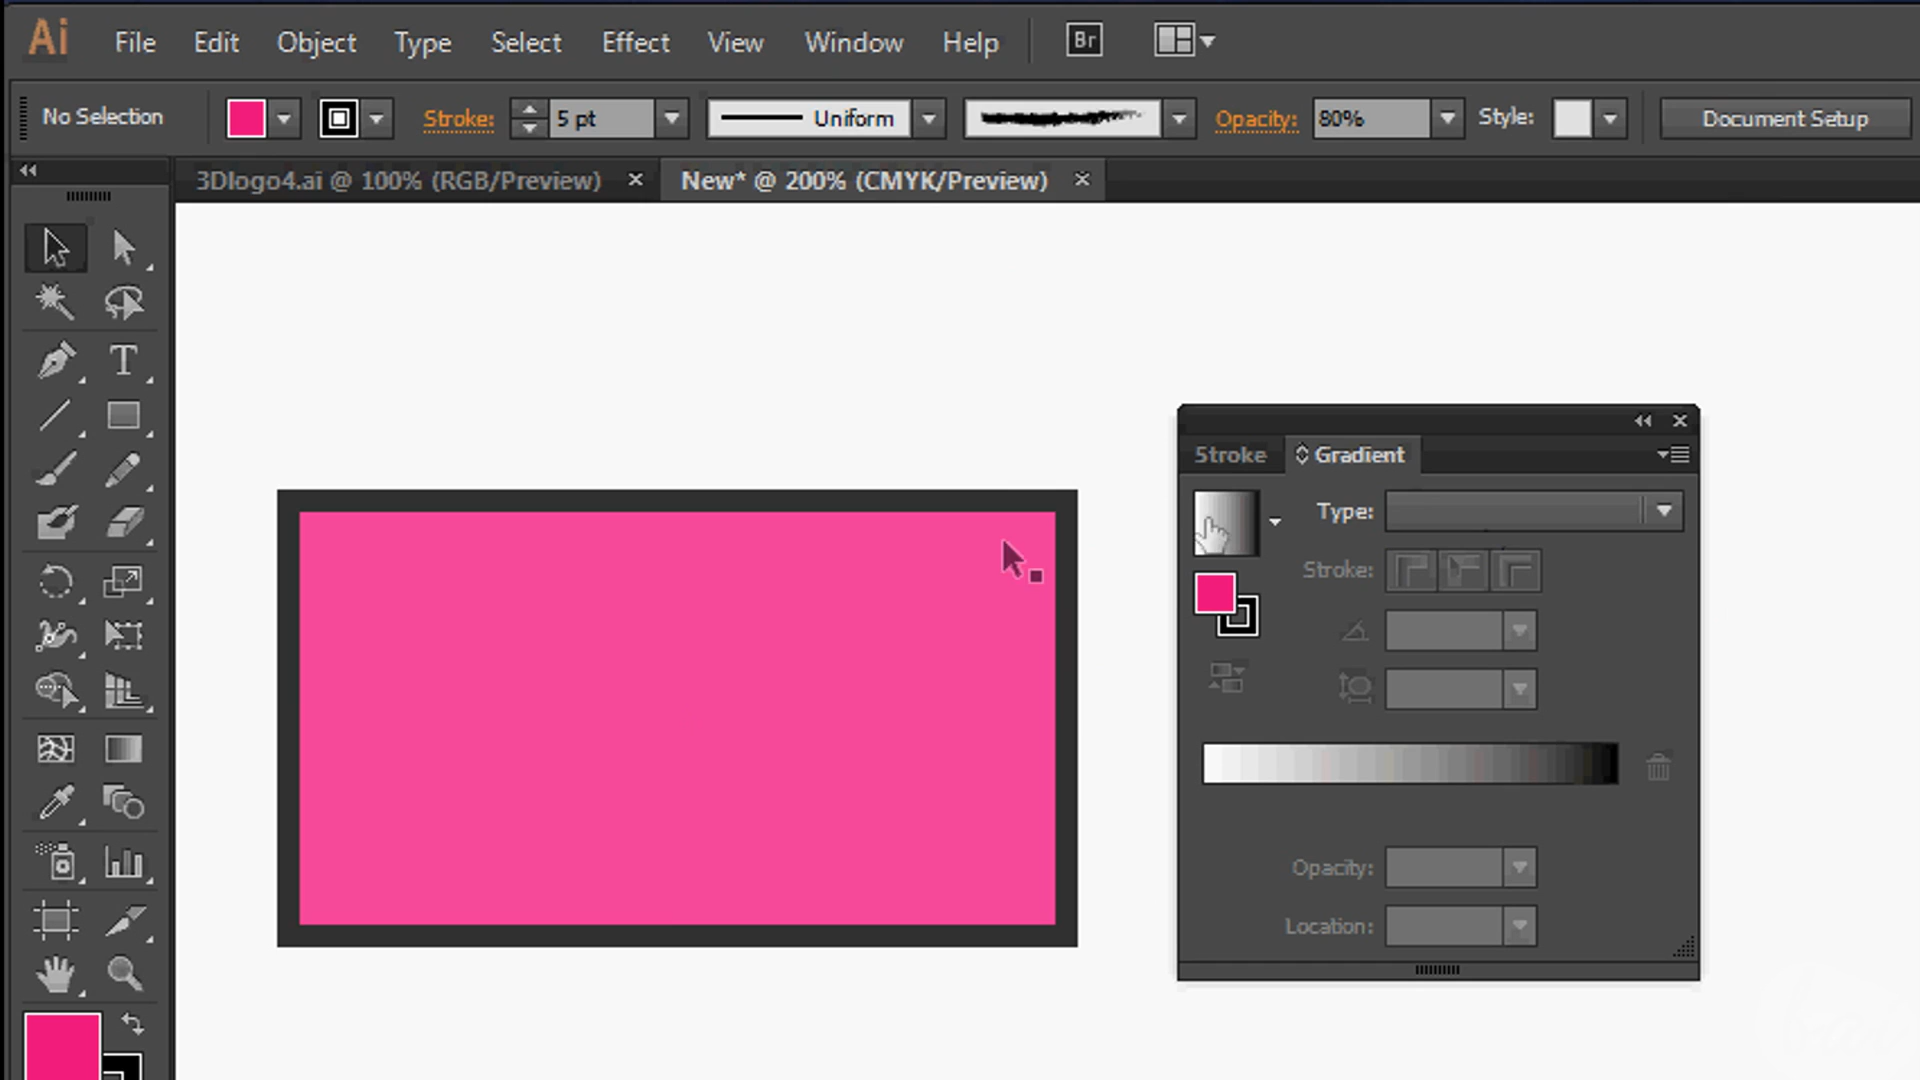 Ai File Edit Object Type Select Effect View Window Help Br
No Selection Stroke: 5 pt Uniform Opacity: 80% Style: Document Setup
3Dlogo4.ai @ 100% (RGB/Preview) × New* @ 200% (CMYK/Preview) ×
T
Stroke Gradient
Type:
Stroke:
Opacity:
Location: